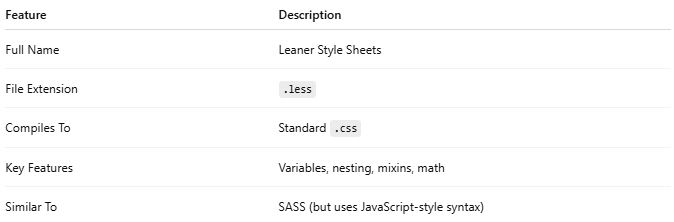 Feature Description
Full Name Leaner Style Sheets
File Extension .less
Compiles To Standard .css
Key Features Variables, nesting, mixins, math
Similar To SASS (but uses JavaScript-style syntax)